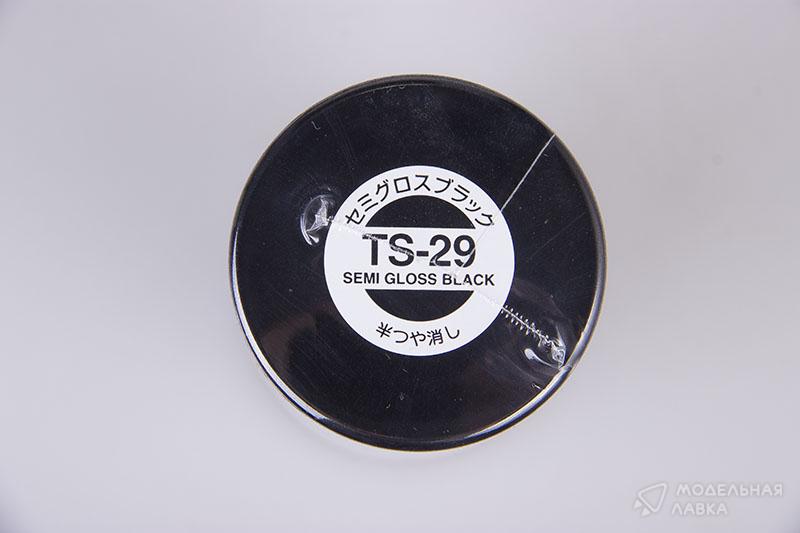 セミグロスブラック
TS-29
SEMI GLOSS BLACK
半つや消し
МОДЕЛЬНАЯ
ЛАВКА